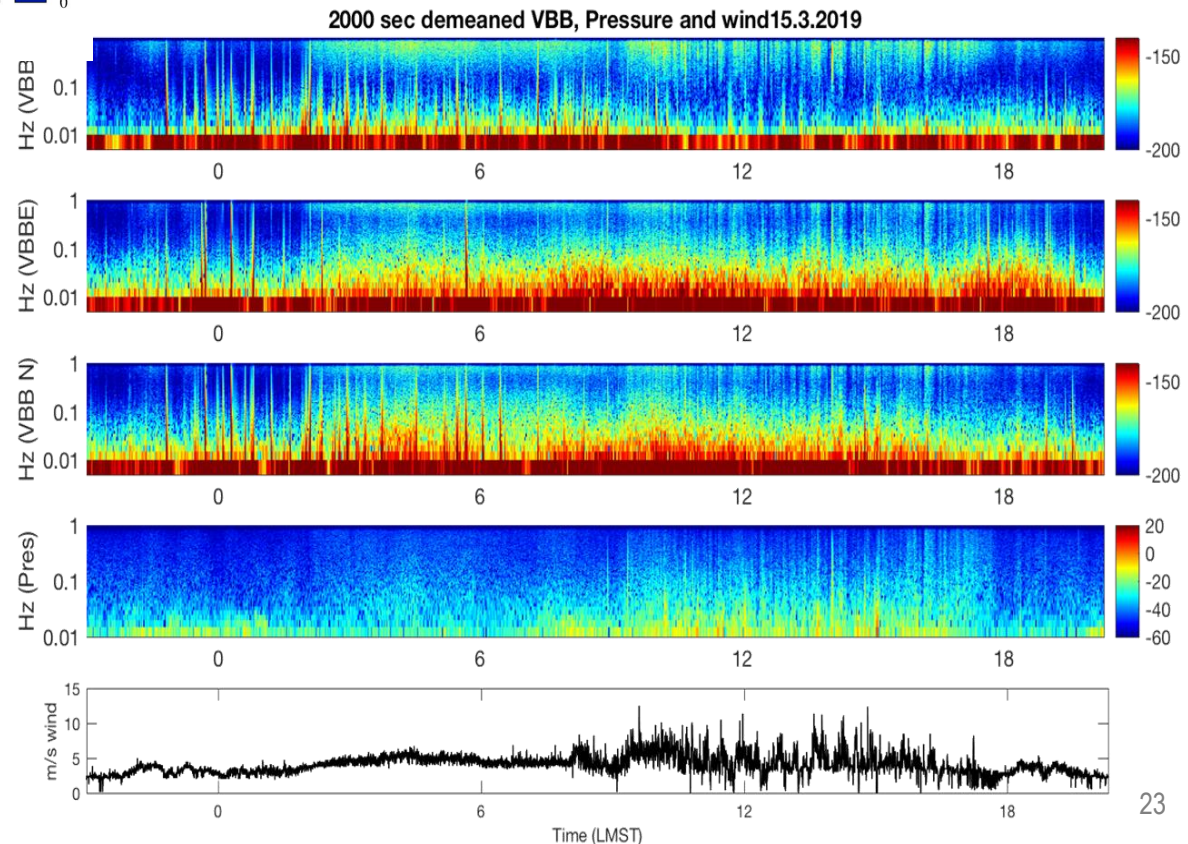 0
2000 sec demeaned VBB, Pressure and wind15.3.2019
Hz (VBB
0.1
0.01
0 6 12 18
-150
-200
Hz (VBBE)
1
0.1
0.01
0 6 12 18
-150
-200
Hz (VBB N)
1
0.1
0.01
0 6 12 18
-150
-200
Hz (Pres)
1
0.1
0.01
0 6 12 18
20
0
-20
-40
-60
m/s wind
15
10
5
0
0 6 12 18
Time (LMST)
23